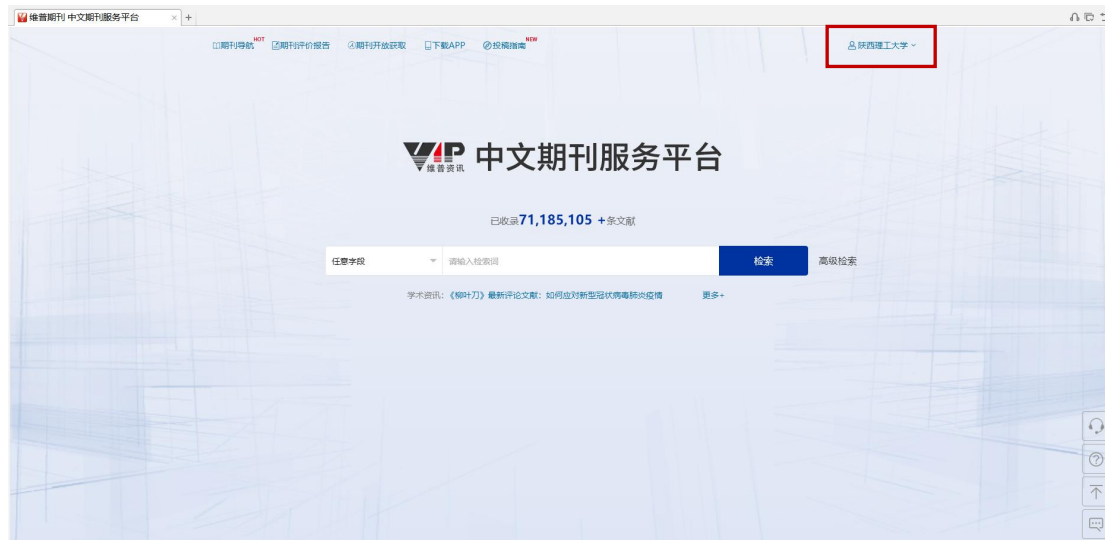 维普期刊 中文期刊服务平台 × +
期刊导航 HOT 期刊评价报告 期刊开放获取 下载APP 投稿指南 NEW 陕西理工大学
VIP 维普资讯 中文期刊服务平台
已收录71,185,105 +条文献
任意字段 请输入检索词 检索 高级检索
学术资讯：《柳叶刀》最新评论文献：如何应对新型冠状病毒肺炎疫情 更多+